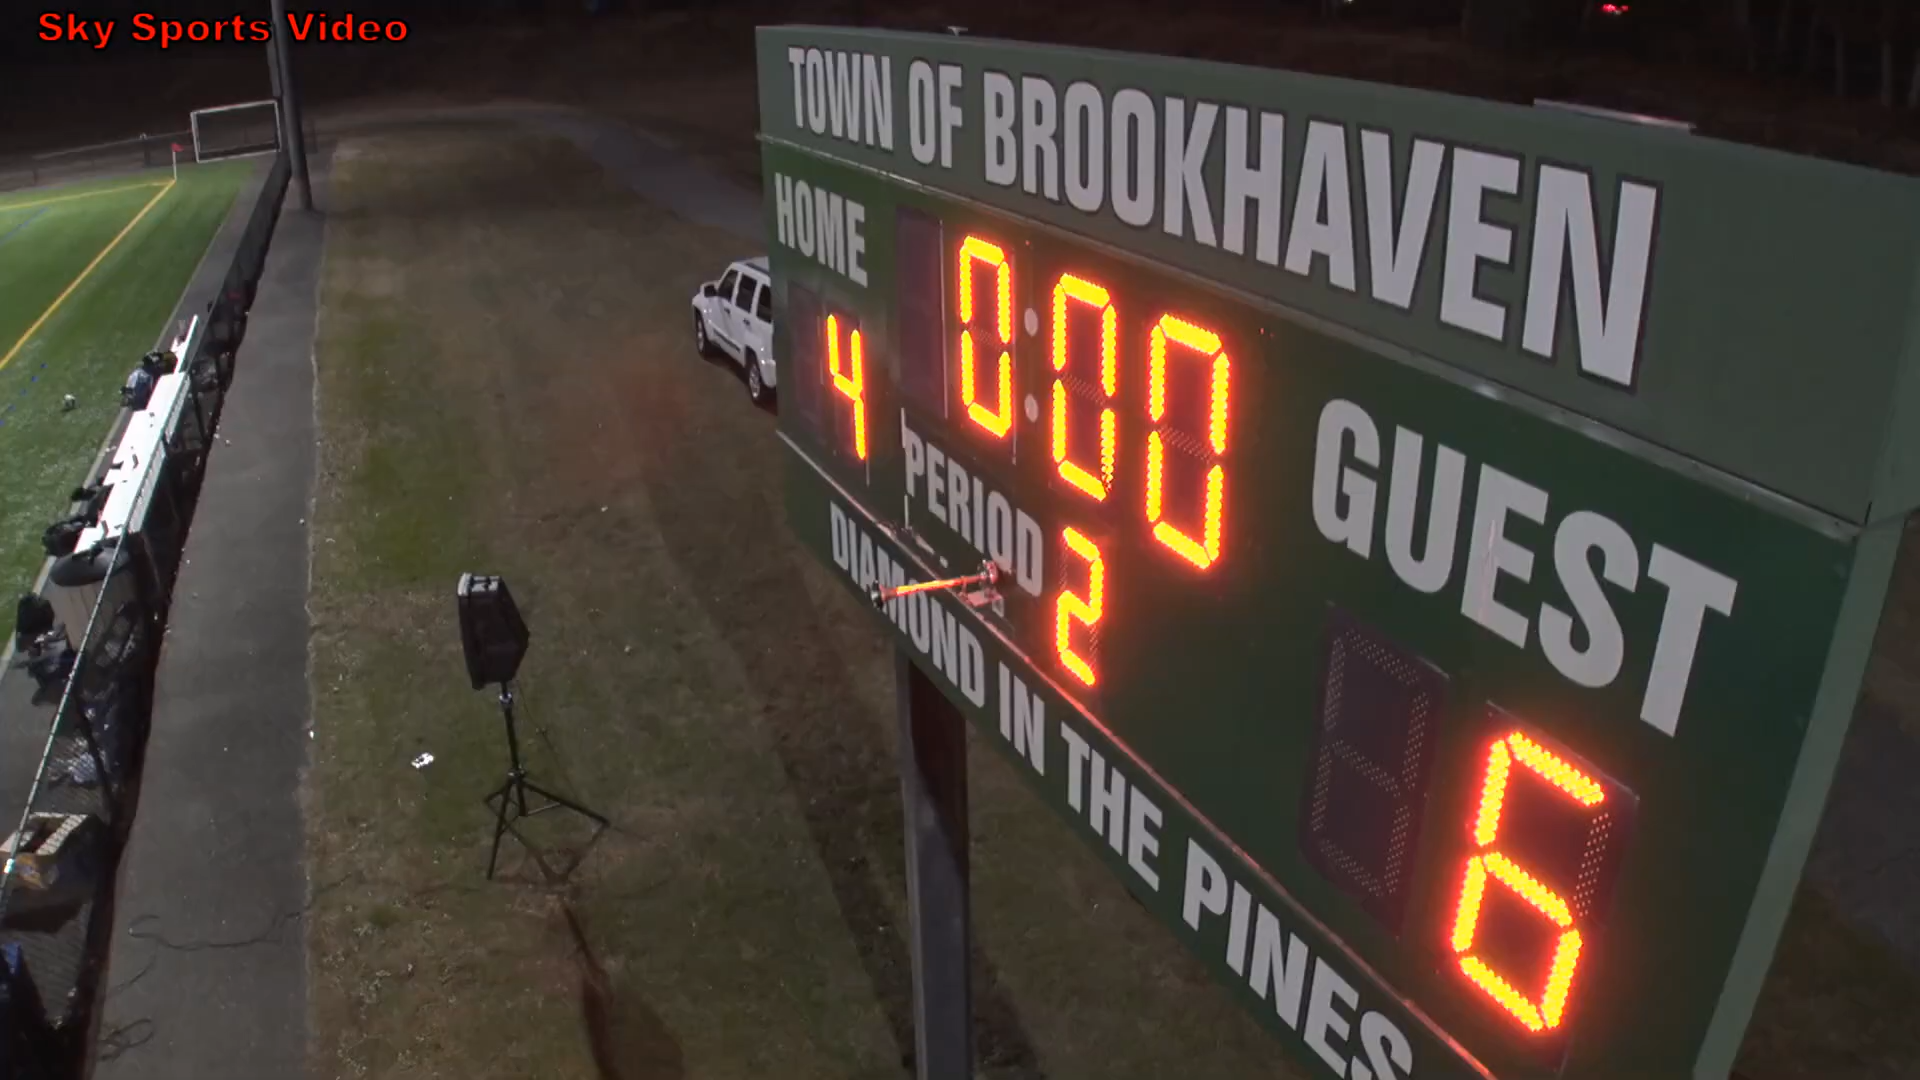 Sky Sports Video
TOWN OF BROOKHAVEN
HOME
4
0:00
GUEST
6
PERIOD 2
DIAMOND IN THE PINES